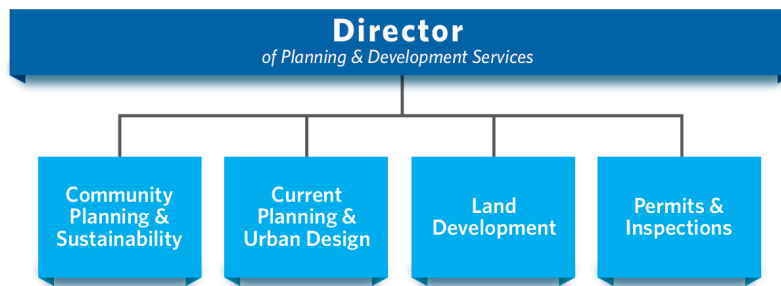 Director
of Planning & Development Services
Community
Planning &
Sustainability
Current
Planning &
Urban Design
Land
Development
Permits &
Inspections